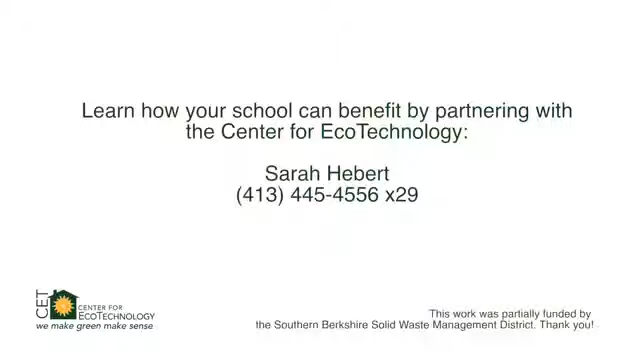 Learn how your school can benefit by partnering with
the Center for EcoTechnology:
Sarah Hebert
(413) 445-4556 x29
CET
CENTER FOR
ECOTECHNOLOGY
we make green make sense
This work was partially funded by
the Southern Berkshire Solid Waste Management District. Thank you!